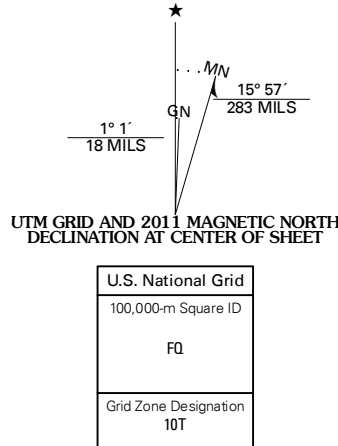 ★
MN
GN
15° 57´
283 MILS
1° 1´
18 MILS
UTM GRID AND 2011 MAGNETIC NORTH
DECLINATION AT CENTER OF SHEET
U.S. National Grid
100,000-m Square ID
FQ
Grid Zone Designation
10T